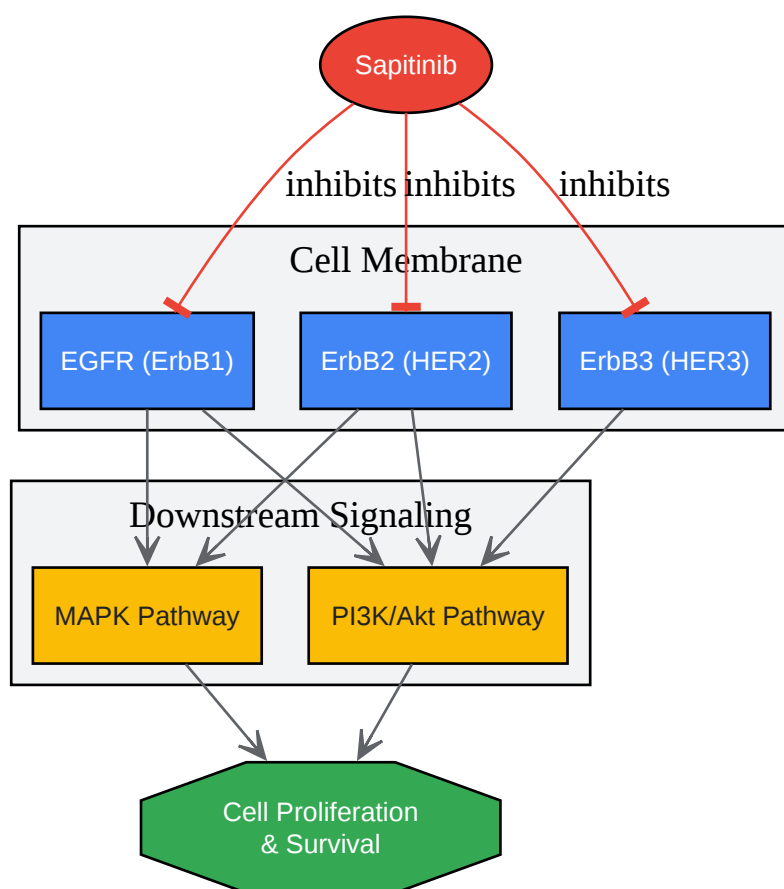 Sapitinib
inhibits inhibits inhibits
Cell Membrane
EGFR (ErbB1) ErbB2 (HER2) ErbB3 (HER3)
Downstream Signaling
MAPK Pathway PI3K/Akt Pathway
Cell Proliferation
& Survival